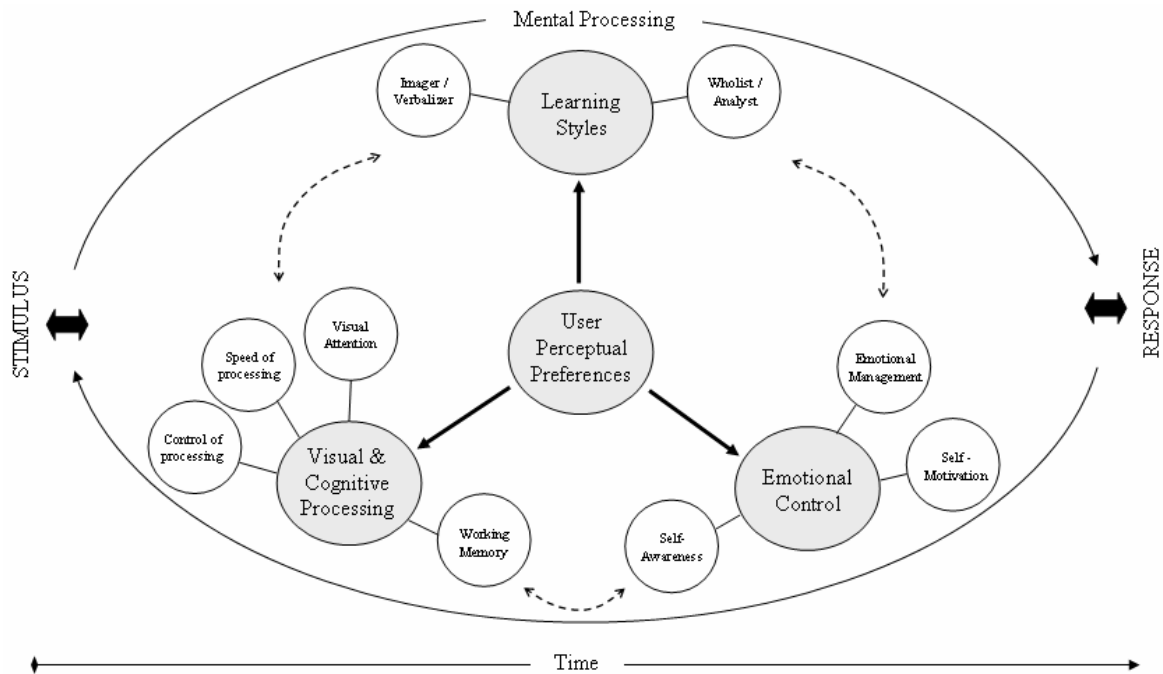 Mental Processing
Imager /
Verbalizer
Learning
Styles
Wholist /
Analyst
STIMULUS
RESPONSE
User
Perceptual
Preferences
Visual
Attention
Speed of
processing
Control of
processing
Visual &
Cognitive
Processing
Working
Memory
Emotional
Management
Self -
Motivation
Emotional
Control
Self-
Awareness
Time